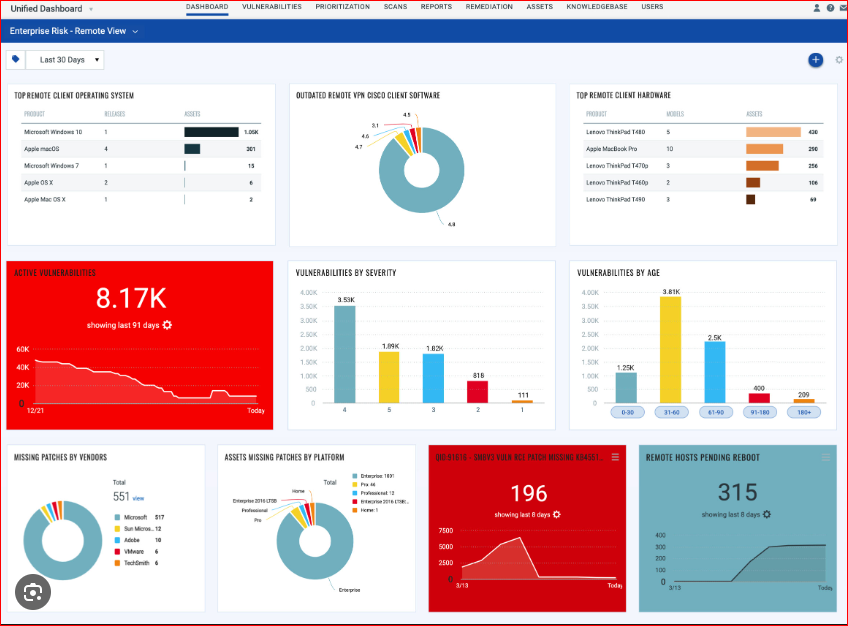 Unified Dashboard
DASHBOARD VULNERABILITIES PRIORITIZATION SCANS REPORTS REMEDIATION ASSETS KNOWLEDGEBASE USERS
Enterprise Risk - Remote View
Last 30 Days
TOP REMOTE CLIENT OPERATING SYSTEM
PRODUCT RELEASES ASSETS
Microsoft Windows 10 1 1.05K
Apple macOS 4 301
Microsoft Windows 7 1 15
Apple OS X 2 6
Apple Mac OS X 1 2
OUTDATED REMOTE VPN CISCO CLIENT SOFTWARE
4.5
3.1
4.6
4.7
4.8
TOP REMOTE CLIENT HARDWARE
PRODUCT MODELS ASSETS
Lenovo ThinkPad T480 5 430
Apple MacBook Pro 10 290
Lenovo ThinkPad T470p 3 256
Lenovo ThinkPad T460p 2 106
Lenovo ThinkPad T490 3 69
ACTIVE VULNERABILITIES
8.17K
showing last 91 days
60K
40K
20K
0
12/21 Today
VULNERABILITIES BY SEVERITY
4.00K
3.50K
3.00K
2.50K
2.00K
1.50K
1.00K
500
0
3.53K
1.89K
1.82K
818
111
4 5 3 2 1
VULNERABILITIES BY AGE
4.00K
3.50K
3.00K
2.50K
2.00K
1.50K
1.00K
500
0
1.25K
3.81K
2.5K
400
209
0-30 31-60 61-90 91-180 180+
MISSING PATCHES BY VENDORS
Total
551 view
Microsoft 517
Sun Micros... 12
Adobe 10
VMware 6
TechSmith 6
ASSETS MISSING PATCHES BY PLATFORM
Total
Home
Enterprise 2016 LTSB
Professional
Pro
Enterprise
Enterprise: 1891
Pro: 46
Professional: 12
Enterprise 2016 LTSB:...
Home: 1
196
showing last 8 days
7500
5000
2500
0
3/13 Today
REMOTE HOSTS PENDING REBOOT
315
showing last 8 days
400
300
200
100
0
3/13 Today